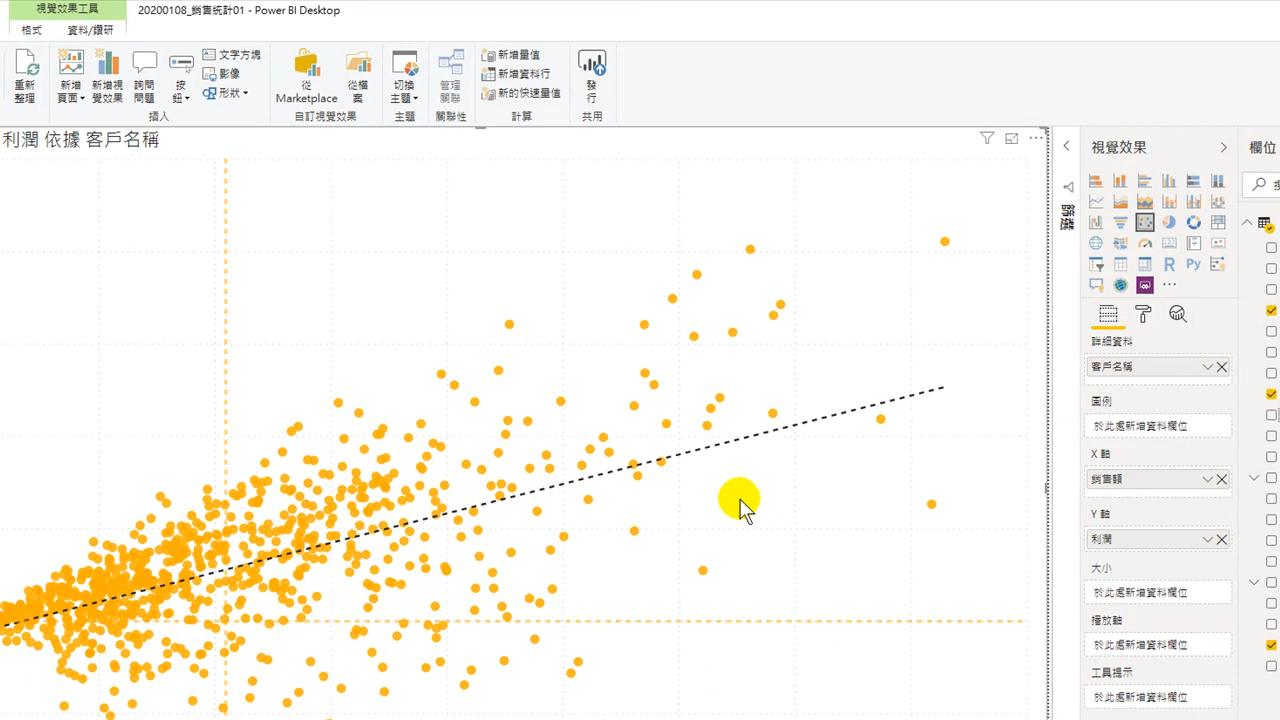 視覺效果工具
20200108_銷售統計01 - Power BI Desktop
格式
資料/鑽研
重新
整理
新增
頁面
新增視
覺效果
詢問
問題
按
鈕
文字方塊
影像
形狀
插入
從
Marketplace
從檔
案
自訂視覺效果
切換
主題
主題
管理
關聯
關聯性
新增量值
新增資料行
新的快速量值
計算
發
行
共用
利潤 依據 客戶名稱
篩選
視覺效果
R
Py
詳細資料
客戶名稱
圖例
於此處新增資料欄位
X 軸
銷售額
Y 軸
利潤
大小
於此處新增資料欄位
播放軸
於此處新增資料欄位
工具提示
於此處新增資料欄位
欄位